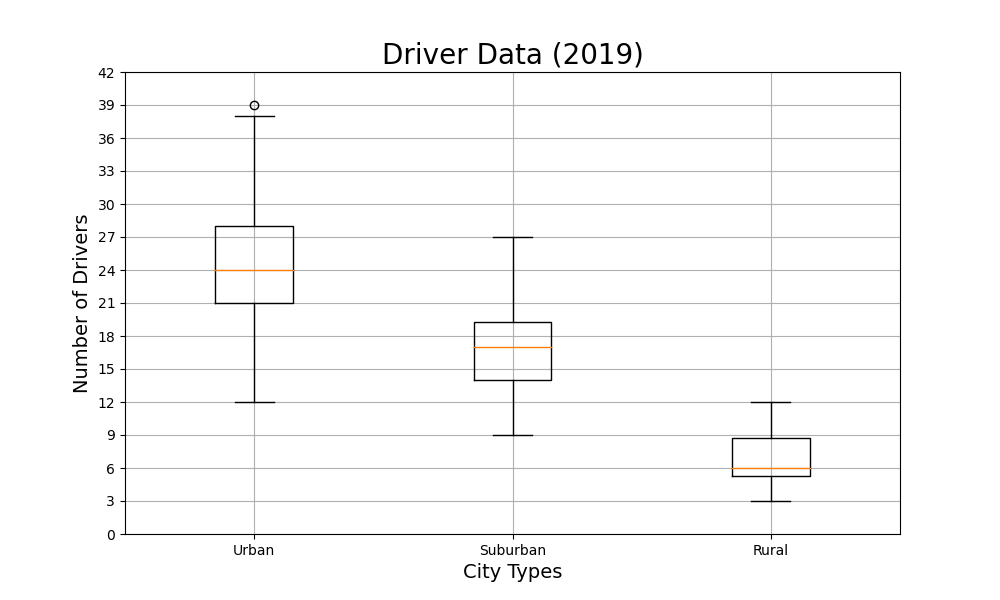 Driver Data (2019)
42
39
36
33
30
27
24
21
18
15
12
9
6
3
0
Number of Drivers
Urban
Suburban
Rural
City Types